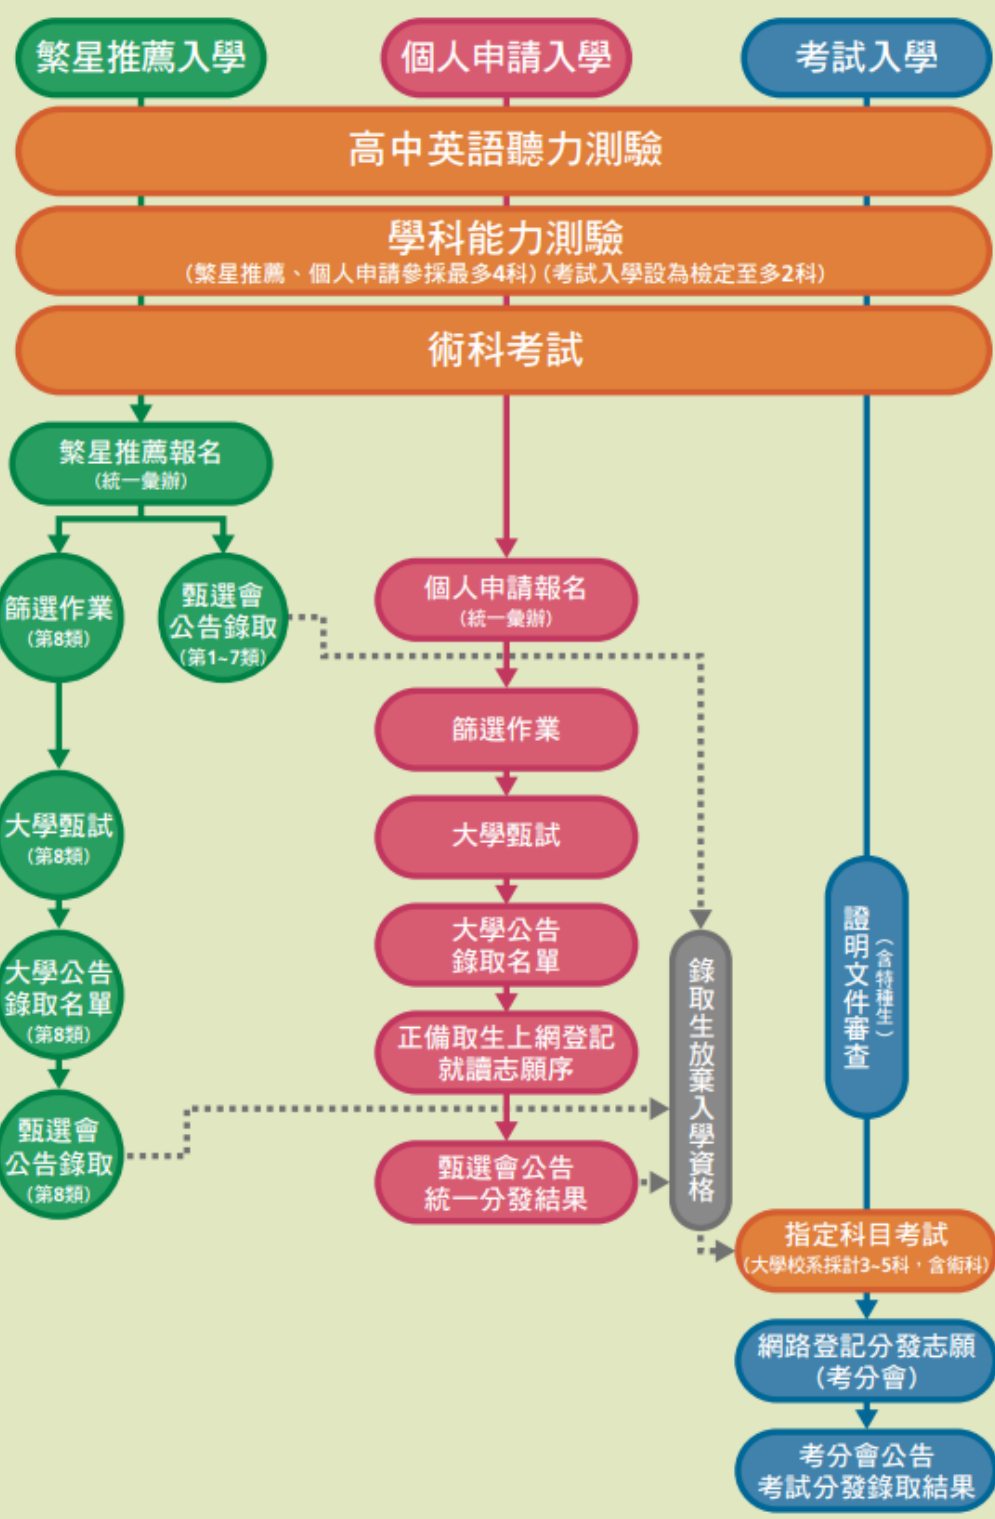 繁星推薦入學
個人申請入學
考試入學
高中英語聽力測驗
學科能力測驗
(繁星推薦、個人申請參採最多4科)(考試入學設為檢定至多2科)
術科考試
繁星推薦報名
(統一彙辦)
篩選作業
(第8類)
甄選會
公告錄取
(第1~7類)
大學甄試
(第8類)
大學公告
錄取名單
(第8類)
甄選會
公告錄取
(第8類)
個人申請報名
(統一彙辦)
篩選作業
大學甄試
大學公告
錄取名單
正備取生上網登記
就讀志願序
甄選會公告
統一分發結果
錄取生放棄入學資格
證明文件審查
(含特種生)
指定科目考試
(大學校系採計3~5科，含術科)
網路登記分發志願
(考分會)
考分會公告
考試分發錄取結果